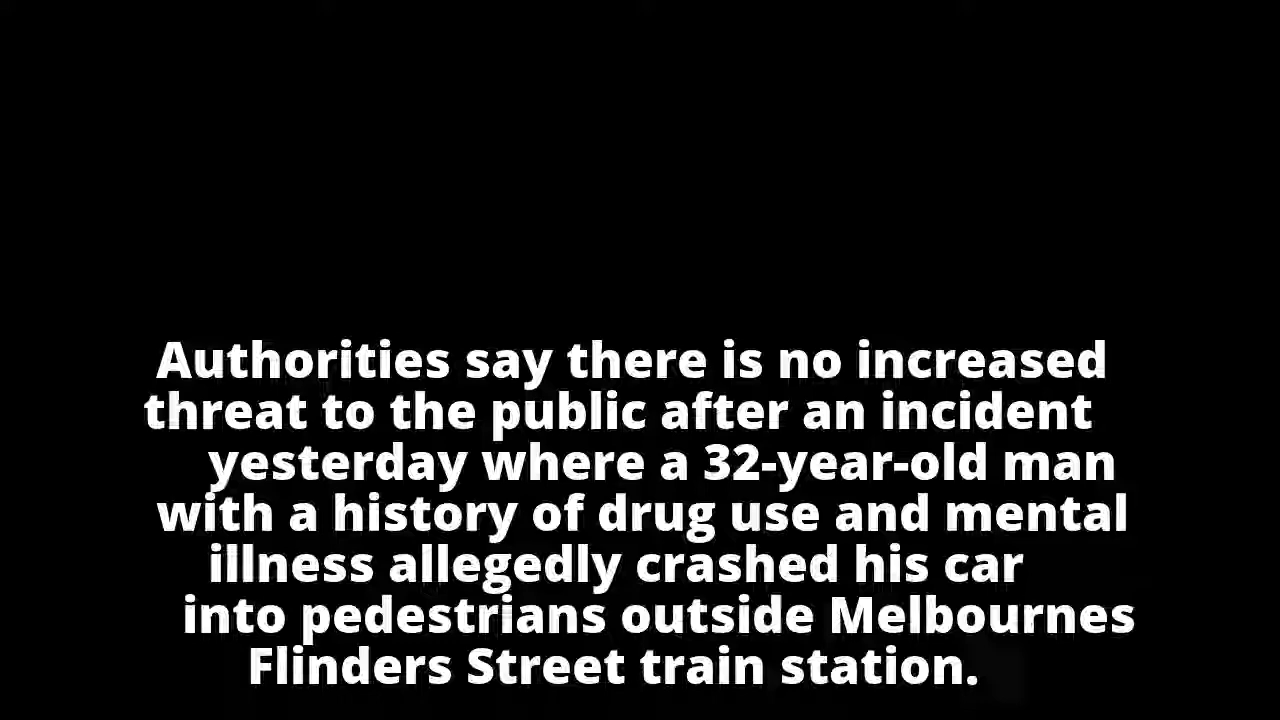 Authorities say there is no increased
threat to the public after an incident
yesterday where a 32-year-old man
with a history of drug use and mental
illness allegedly crashed his car
into pedestrians outside Melbournes
Flinders Street train station.